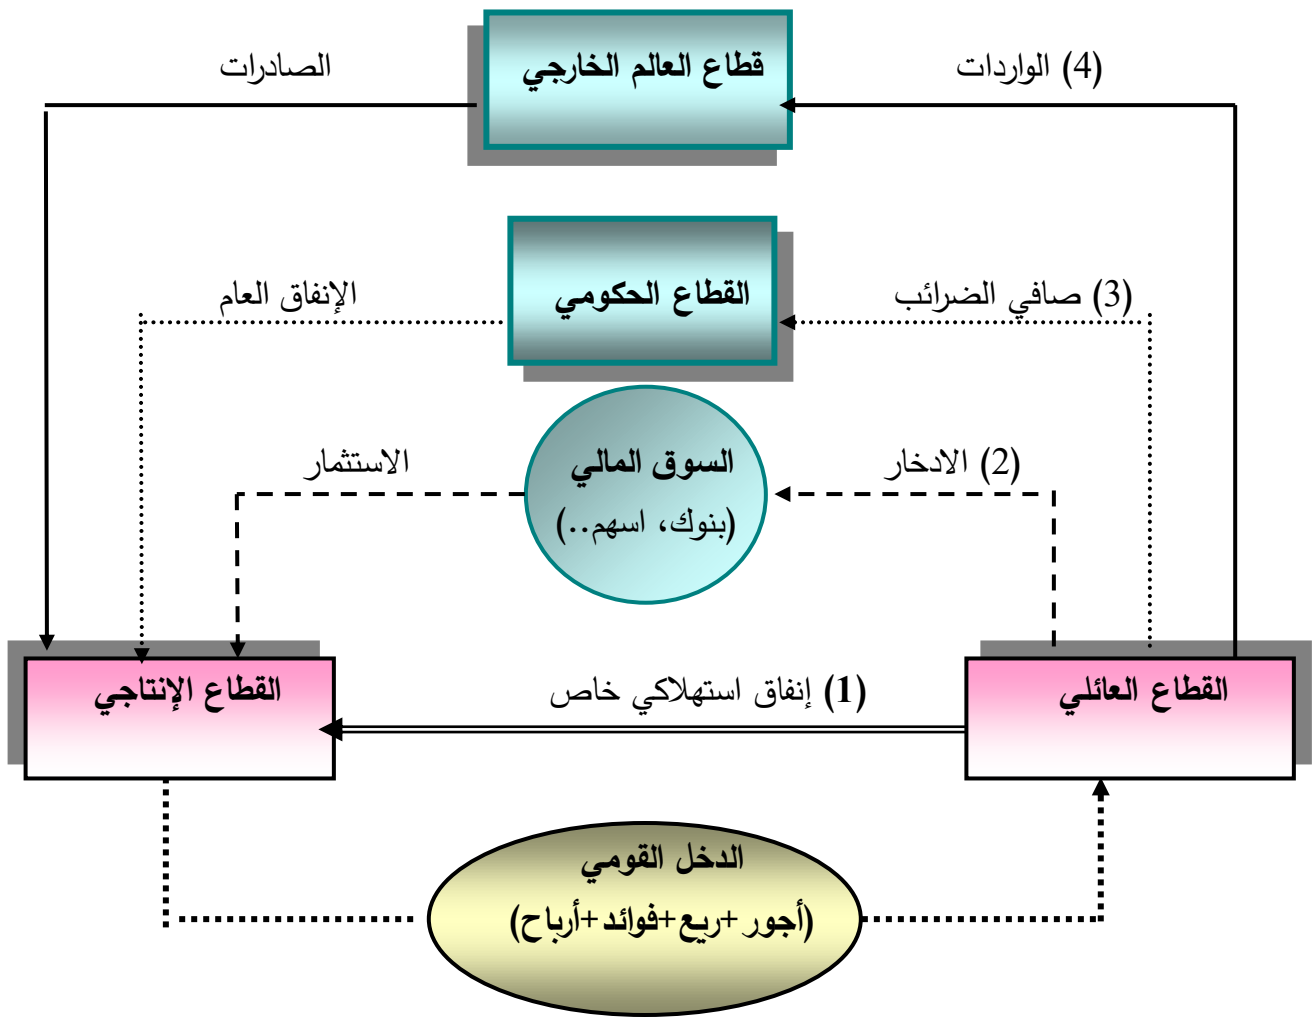 (4) الواردات
قطاع العالم الخارجي
الصادرات
(3) صافي الضرائب
القطاع الحكومي
الإنفاق العام
(2) الادخار
السوق المالي
(بنوك، اسهم..)
الاستثمار
القطاع العائلي
(1) إنفاق استهلاكي خاص
القطاع الإنتاجي
الدخل القومي
(أجور+ريع+فوائد+أرباح)